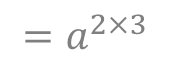 = a^{2×3}